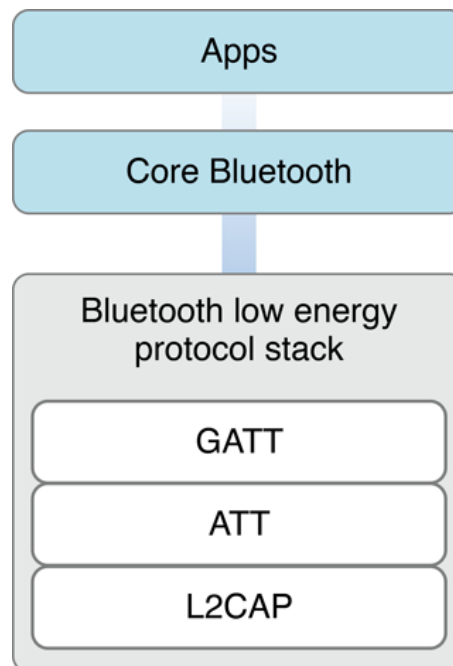 Apps
Core Bluetooth
Bluetooth low energy
protocol stack
GATT
ATT
L2CAP